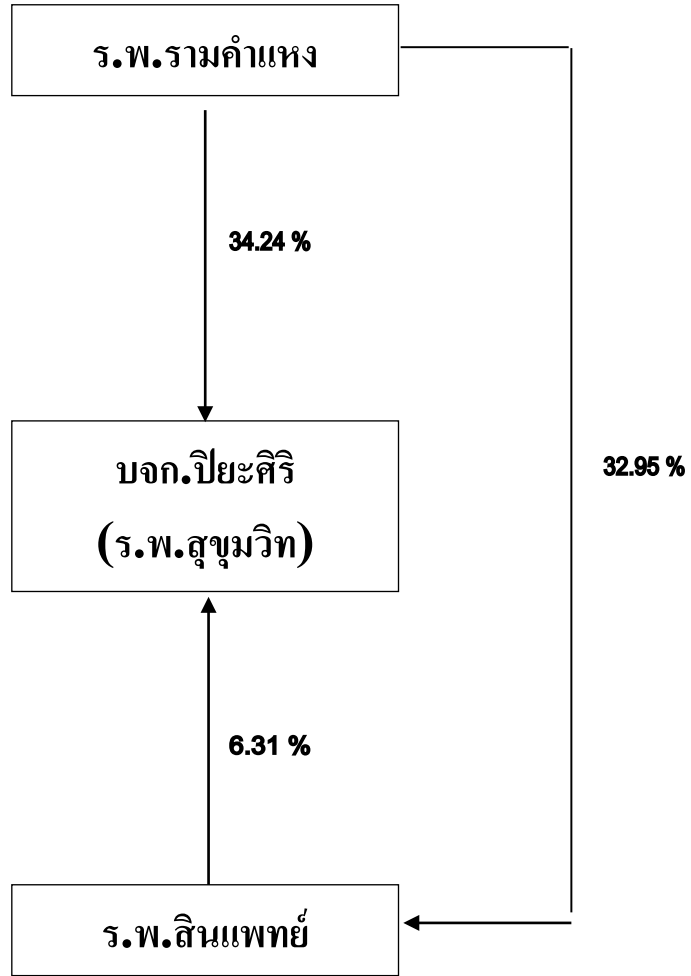 ร.พ.รามคำแหง
34.24 %
บจก.ปิยะศิริ
(ร.พ.สุขุมวิท)
32.95 %
6.31 %
ร.พ.สินแพทย์